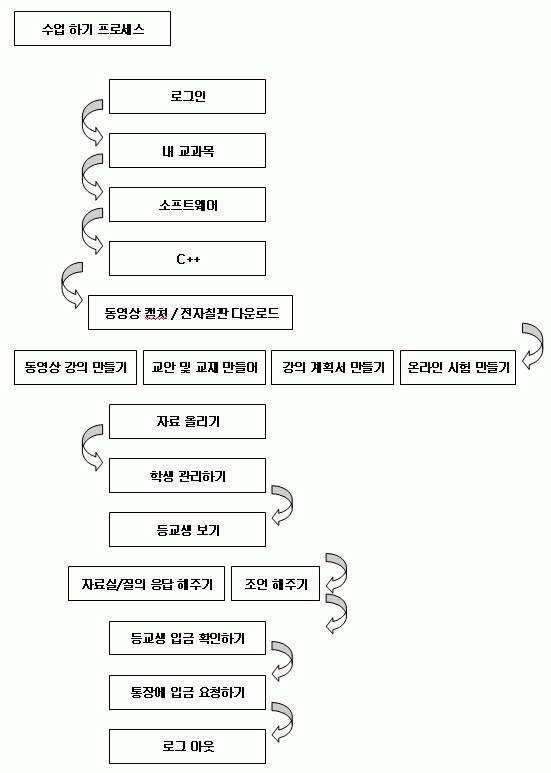 수업 하기 프로세스
로그인
내 교과목
소프트웨어
C++
동영상 캡쳐 / 전자칠판 다운로드
동영상 강의 만들기
교안 및 교재 만들어
강의 계획서 만들기
온라인 시험 만들기
자료 올리기
학생 관리하기
등교생 보기
자료실/질의 응답 해주기
조언 해주기
등교생 입금 확인하기
통장에 입금 요청하기
로그 아웃